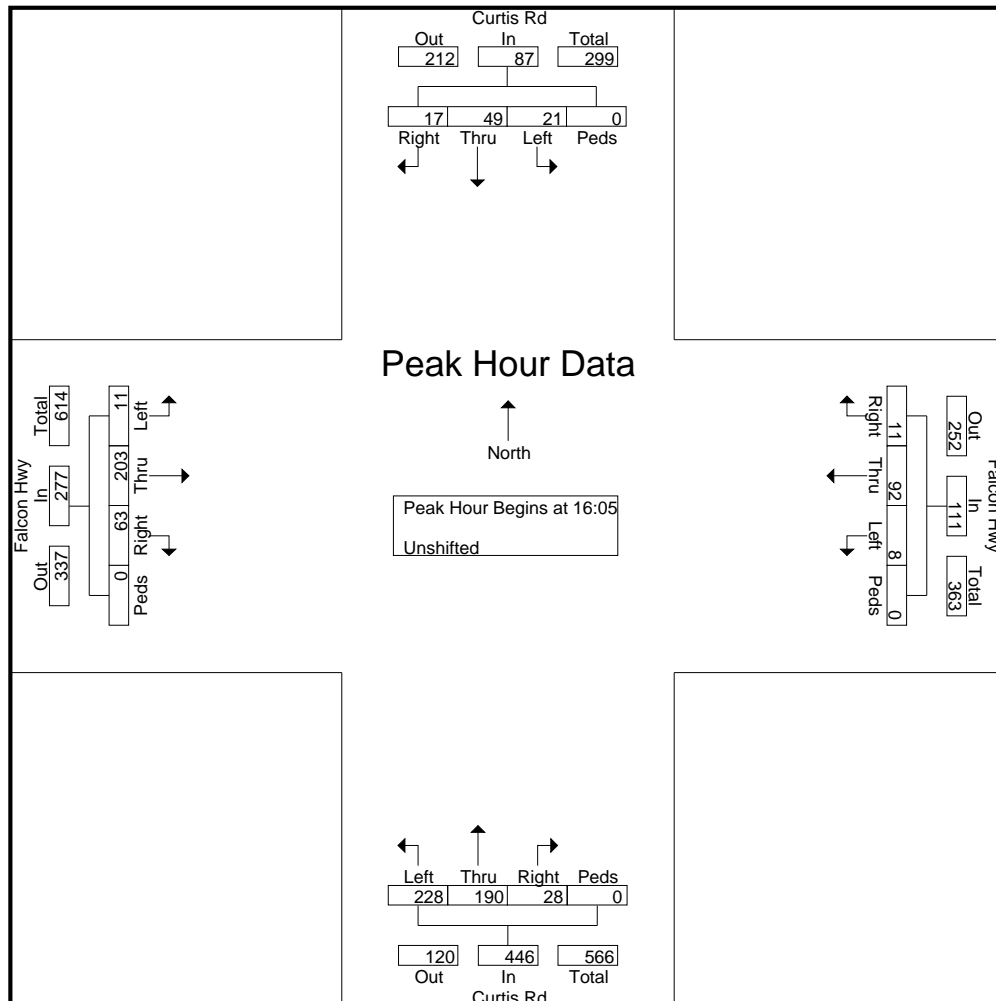 Curtis Rd
Out In Total
212 87 299
17 49 21 0
Right Thru Left Peds
Peak Hour Data
North
Peak Hour Begins at 16:05
Unshifted
Falcon Hwy
Total In Out
614 277 337
11 203 63 0
Left Thru Right Peds
Right Thru Left Peds
11 92 8 0
Out In Total
252 111 363
Falcon Hwy
Left Thru Right Peds
228 190 28 0
120 446 566
Out In Total
Curtis Rd